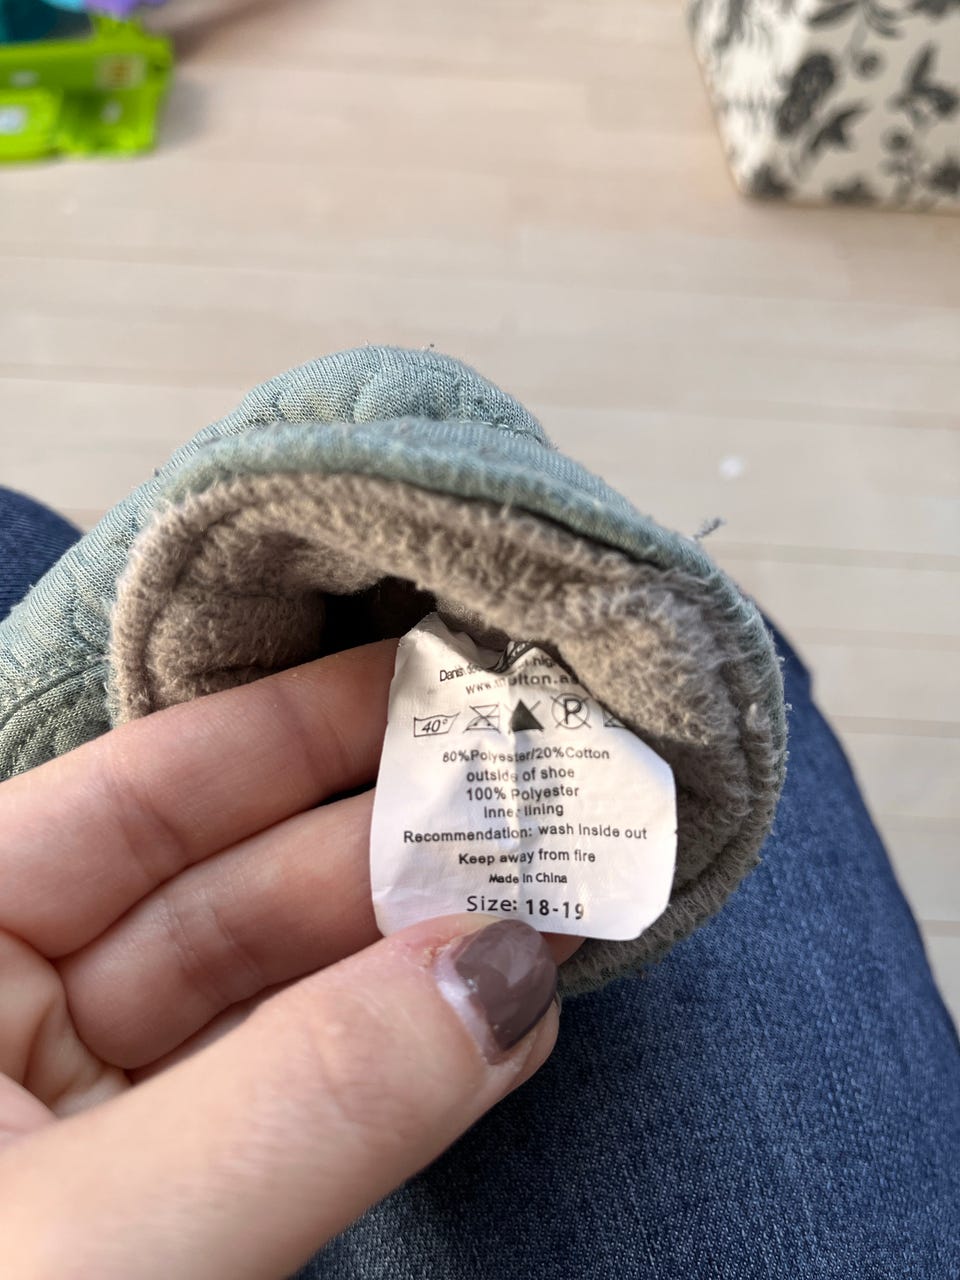 40°
P
80%Polyester/20%Cotton
outside of shoe
100% Polyester
Inner lining
Recommendation: wash Inside out
Keep away from fire
Made In China
Size: 18-19